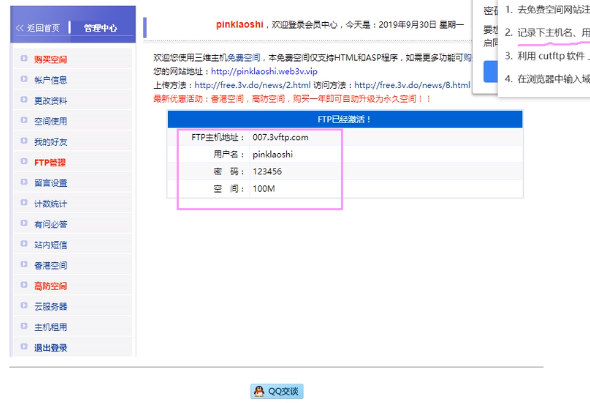 返回首页 管理中心
购买空间
帐户信息
更改资料
空间使用
我的好友
FTP管理
留言设置
计数统计
有问必答
站内短信
香港空间
高防空间
云服务器
主机租用
退出登录
pinklaoshi，欢迎登录会员中心，今天是：2019年9月30日 星期一
欢迎您使用三维主机免费空间，本免费空间仅支持HTML和ASP程序，如需更多功能可购
您的网站地址：http://pinklaoshi.web3v.vip
上传方法：http://free.3v.do/news/2.html 访问方法：http://free.3v.do/news/8.html
最新优惠活动：香港空间，高防空间，购买一年即可自动升级为永久空间！！
FTP已经激活！
FTP主机地址： 007.3vftp.com
用户名： pinklaoshi
密 码： 123456
空 间： 100M
密码
要想
启同
1. 去免费空间网站注
2. 记录下主机名、用
3. 利用 cutftp 软件
4. 在浏览器中输入域
QQ交谈